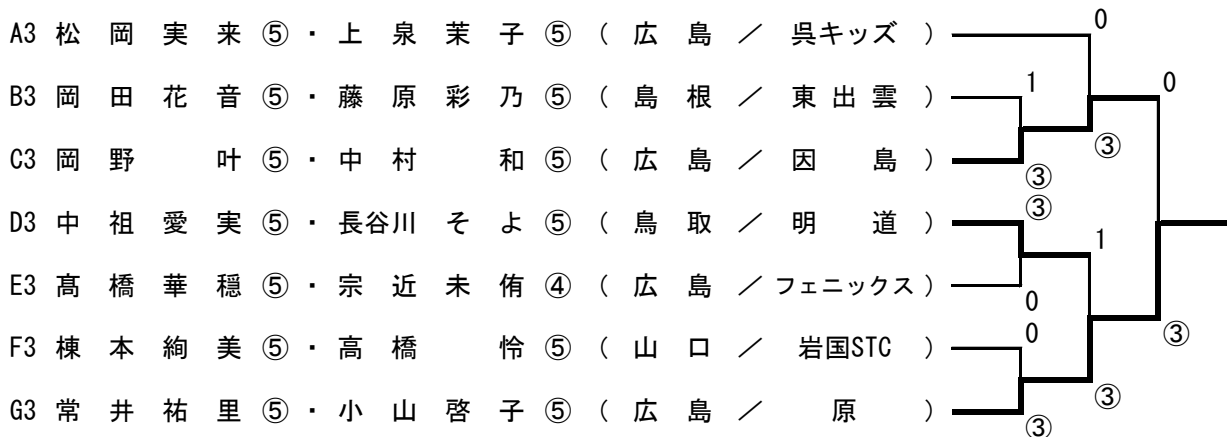 0
A3 松岡実来⑤・上泉茉子⑤(広島／呉キッズ)
1 0
B3 岡田花音⑤・藤原彩乃⑤(島根／東出雲)
③
C3 岡野叶⑤・中村和⑤(広島／因島)
③
③
D3 中祖愛実⑤・長谷川そよ⑤(鳥取／明道)
1
E3 髙橋華穏⑤・宗近未侑④(広島／フェニックス)
0
0 ③
F3 棟本絢美⑤・高橋怜⑤(山口／岩国STC)
③
G3 常井祐里⑤・小山啓子⑤(広島／原)
③